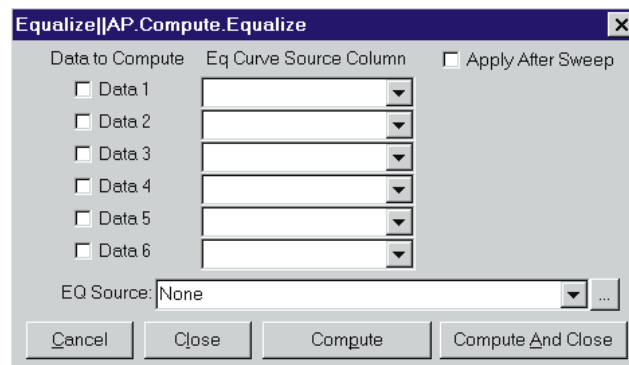 Equalize||AP.Compute.Equalize
Data to Compute Eq Curve Source Column Apply After Sweep
Data 1
Data 2
Data 3
Data 4
Data 5
Data 6
EQ Source: None ...
Cancel Close Compute Compute And Close